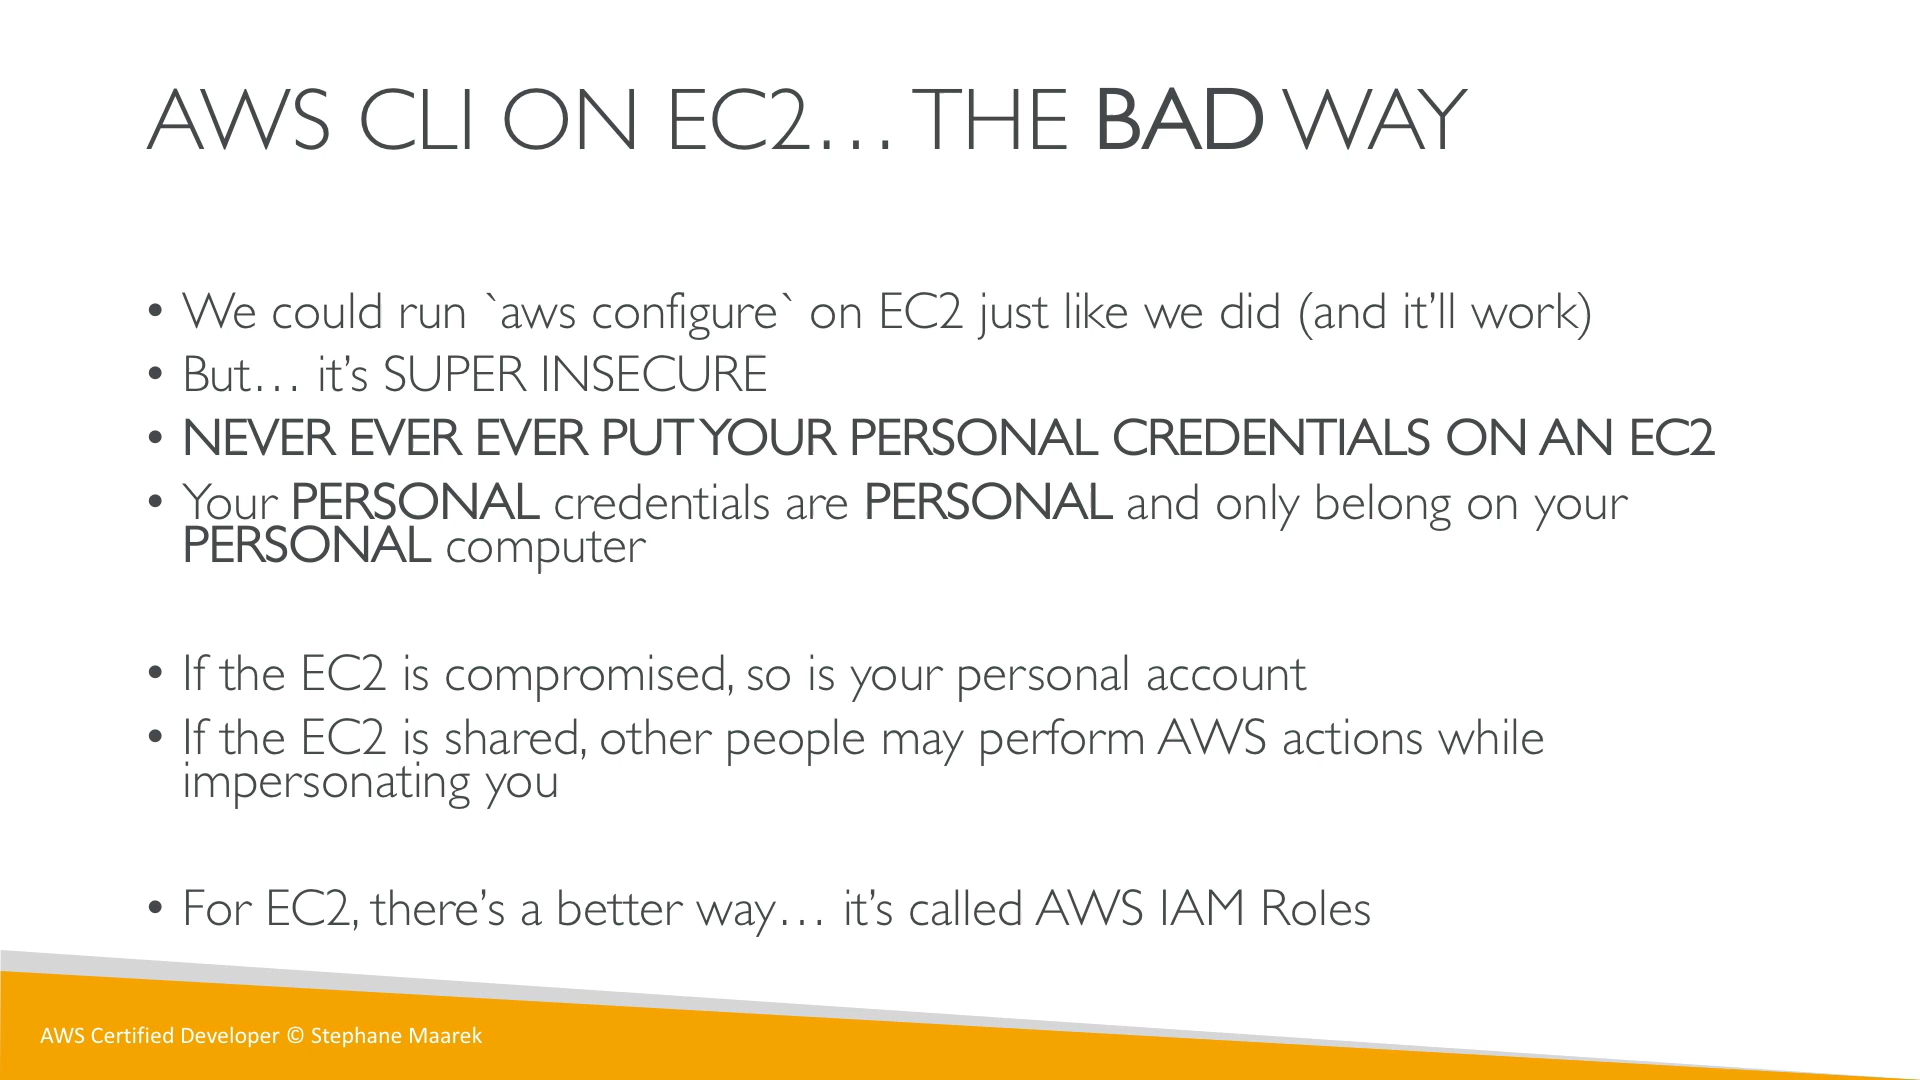 AWS CLI ON EC2… THE BAD WAY
• We could run `aws configure` on EC2 just like we did (and it’ll work)
• But… it’s SUPER INSECURE
• NEVER EVER EVER PUT YOUR PERSONAL CREDENTIALS ON AN EC2
• Your PERSONAL credentials are PERSONAL and only belong on your
PERSONAL computer
• If the EC2 is compromised, so is your personal account
• If the EC2 is shared, other people may perform AWS actions while
impersonating you
• For EC2, there’s a better way… it’s called AWS IAM Roles
AWS Certified Developer © Stephane Maarek